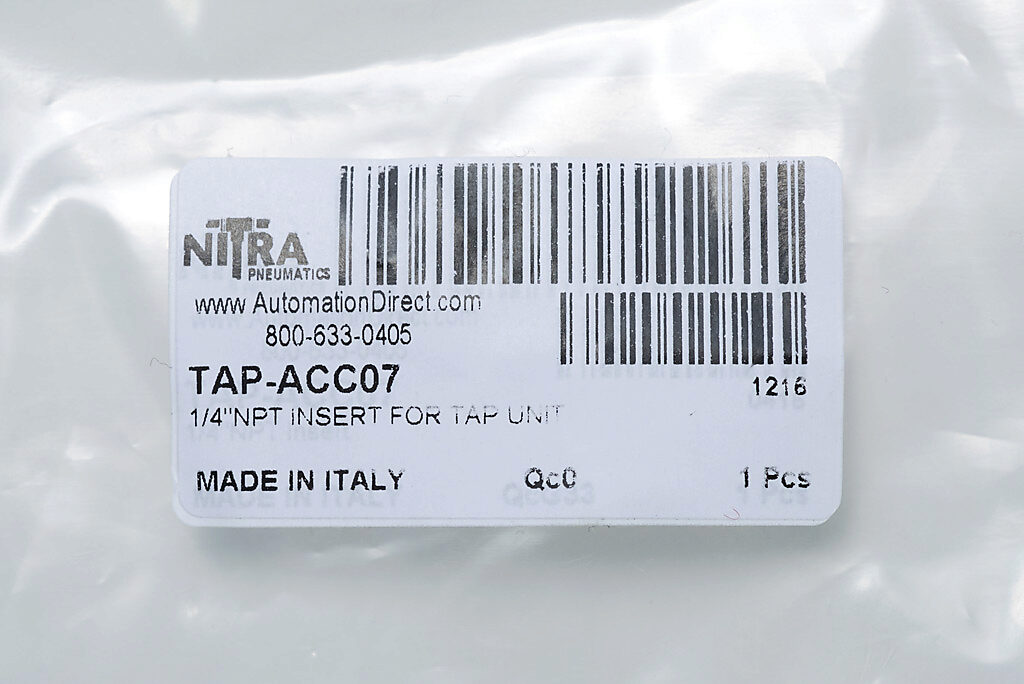 NITRA
PNEUMATICS
www AutomationDirect.com
800-633-0405
TAP-ACC07
1216
1/4"NPT INSERT FOR TAP UNIT
MADE IN ITALY Qc0 1 Pcs